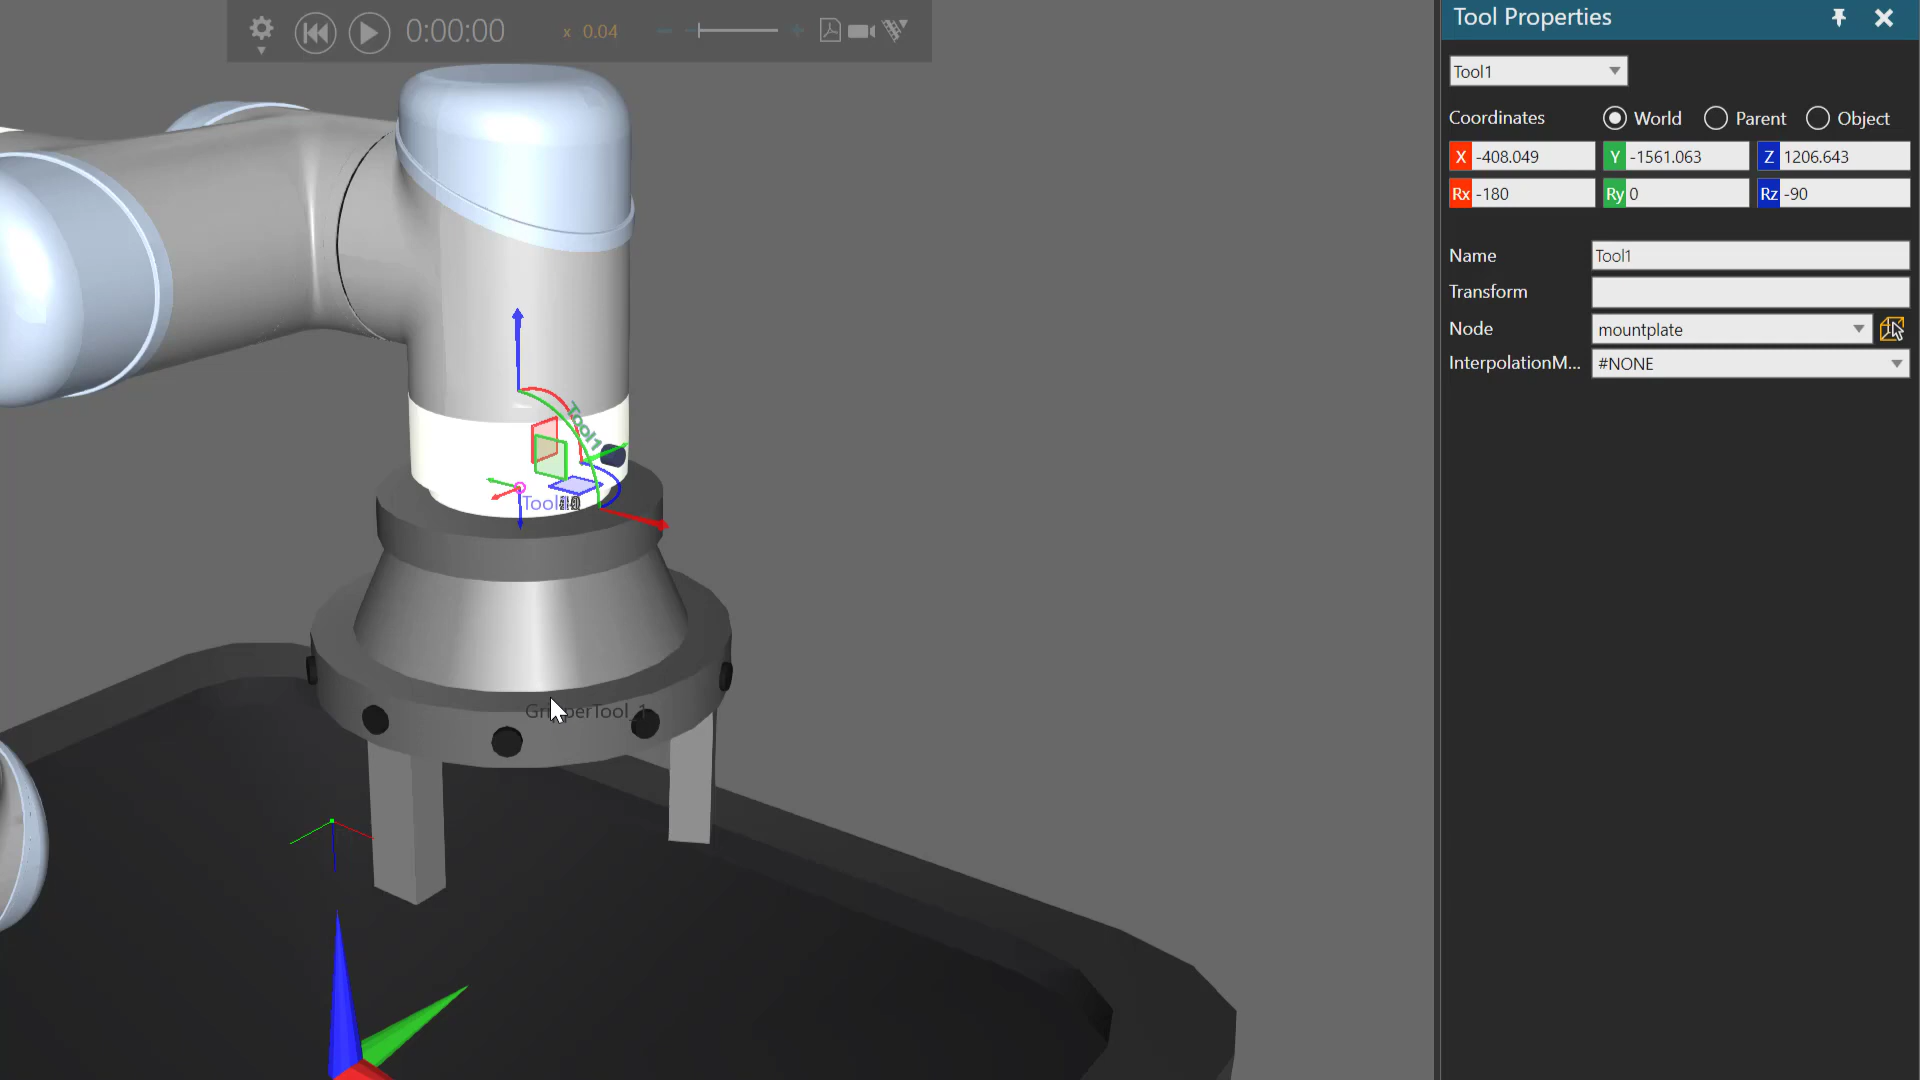 0:00:00
x 0.04
Tool Properties
Tool1
Coordinates
World
Parent
Object
X -408.049
Y -1561.063
Z 1206.643
Rx -180
Ry 0
Rz -90
Name
Tool1
Transform
Node
mountplate
InterpolationM...
#NONE
Tool1